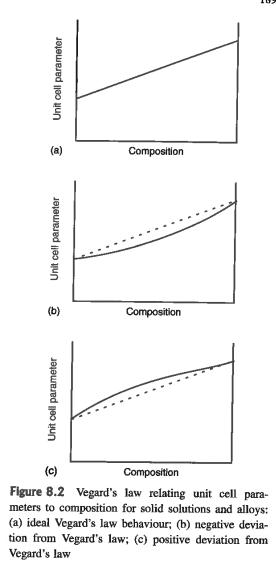 Unit cell parameter
(a)
Composition
Unit cell parameter
(b)
Composition
Unit cell parameter
(c)
Composition
Figure 8.2 Vegard's law relating unit cell para-
meters to composition for solid solutions and alloys:
(a) ideal Vegard's law behaviour; (b) negative devia-
tion from Vegard's law; (c) positive deviation from
Vegard's law